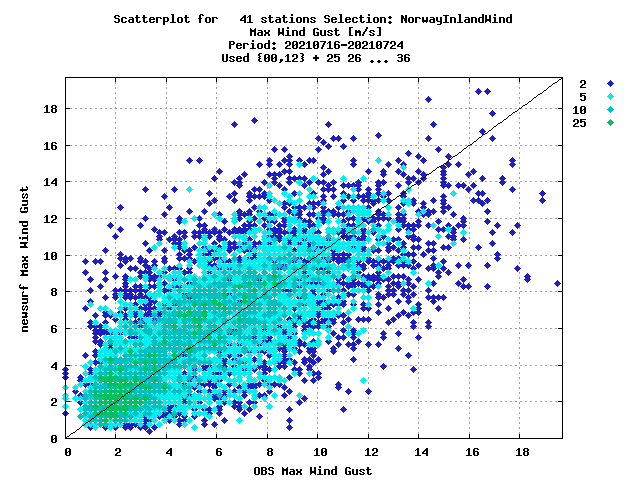 Scatterplot for   41 stations Selection: NorwayInlandWind
Max Wind Gust [m/s]
Period: 20210716-20210724
Used {00,12} + 25 26 ... 36
2
5
10
25
18
16
14
12
10
8
6
4
2
0
newsurf Max Wind Gust
0 2 4 6 8 10 12 14 16 18
OBS Max Wind Gust